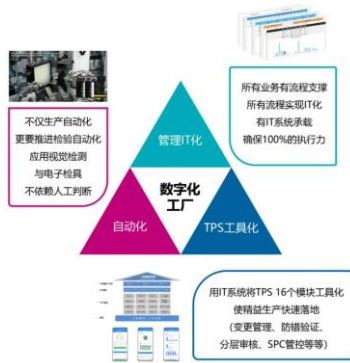 不仅生产自动化
更要推进检验自动化
应用视觉检测
与电子检具
不依赖人工判断
所有业务有流程支撑
所有流程实现IT化
有IT系统承载
确保100%的执行力
管理IT化
数字化
工厂
自动化
TPS工具化
用IT系统将TPS 16个模块工具化
使精益生产快速落地
(变更管理、防错验证、
分层审核、SPC管控等等)